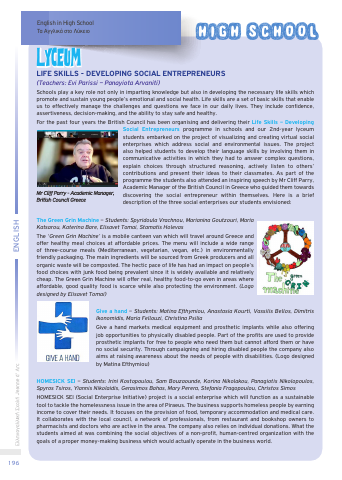 English in High School
Τα Αγγλικά στο Λύκειο
HIGH SCHOOL
LYCEUM
LIFE SKILLS - DEVELOPING SOCIAL ENTREPRENEURS
(Teachers: Evi Parissi – Panayiota Arvaniti)
Schools play a key role not only in imparting knowledge but also in developing the necessary life skills which
promote and sustain young people's emotional and social health. Life skills are a set of basic skills that enable
us to effectively manage the challenges and questions we face in our daily lives. They include confidence,
assertiveness, decision-making, and the ability to stay safe and healthy.
For the past four years the British Council has been organising and delivering their Life Skills – Developing
Social Entrepreneurs programme in schools and our 2nd-year lyceum
students embarked on the project of visualizing and creating virtual social
enterprises which address social and environmental issues. The project
also helped students to develop their language skills by involving them in
communicative activities in which they had to answer complex questions,
explain choices through structured reasoning, actively listen to others'
contributions and present their ideas to their classmates. As part of the
programme the students also attended an inspiring speech by Mr Cliff Parry,
Academic Manager of the British Council in Greece who guided them towards
discovering the social entrepreneur within themselves. Here is a brief
description of the three social enterprises our students envisioned:
Mr Cliff Parry - Academic Manager,
British Council Greece
The Green Grin Machine – Students: Spyridoula Vrachnou, Marianina Goutzouri, Maria
Katsarou, Katerina Bare, Elisavet Tomai, Stamatis Halevas
The 'Green Grin Machine' is a mobile canteen van which will travel around Greece and
offer healthy meal choices at affordable prices. The menu will include a wide range
of three-course meals (Mediterranean, vegetarian, vegan, etc.) in environmentally
friendly packaging. The main ingredients will be sourced from Greek producers and all
organic waste will be composted. The hectic pace of life has had an impact on people's
food choices with junk food being prevalent since it is widely available and relatively
cheap. The Green Grin Machine will offer real, healthy food-to-go even in areas where
affordable, good quality food is scarce while also protecting the environment. (Logo
designed by Elisavet Tomai)
Give a hand – Students: Matina Efthymiou, Anastasia Kourti, Vassilis Bellos, Dimitris
Ikonomidis, Maria Feliouzi, Christina Psilia
Give a hand markets medical equipment and prosthetic implants while also offering
job opportunities to physically disabled people. Part of the profits are used to provide
prosthetic implants for free to people who need them but cannot afford them or have
no social security. Through campaigning and hiring disabled people the company also
aims at raising awareness about the needs of people with disabilities. (Logo designed
by Matina Efthymiou)
GIVE A HAND
HOMESICK SEI – Students: Irini Kostopoulou, Sam Bouzaounda, Karina Nikolakou, Panagiotis Nikolopoulos,
Spyros Tsiros, Yiannis Nikolaidis, Gerasimos Bahas, Mary Perera, Stefania Fragopoulou, Christos Simos
HOMESICK SEI (Social Enterprise Initiative) project is a social enterprise which will function as a sustainable
tool to tackle the homelessness issue in the area of Piraeus. The business supports homeless people by earning
income to cover their needs. It focuses on the provision of food, temporary accommodation and medical care.
It collaborates with the local council, a network of professionals, from restaurant and bookshop owners to
pharmacists and doctors who are active in the area. The company also relies on individual donations. What the
students aimed at was combining the social objectives of a non-profit, human-centred organization with the
goals of a proper money-making business which would actually operate in the business world.
ENGLISH
196